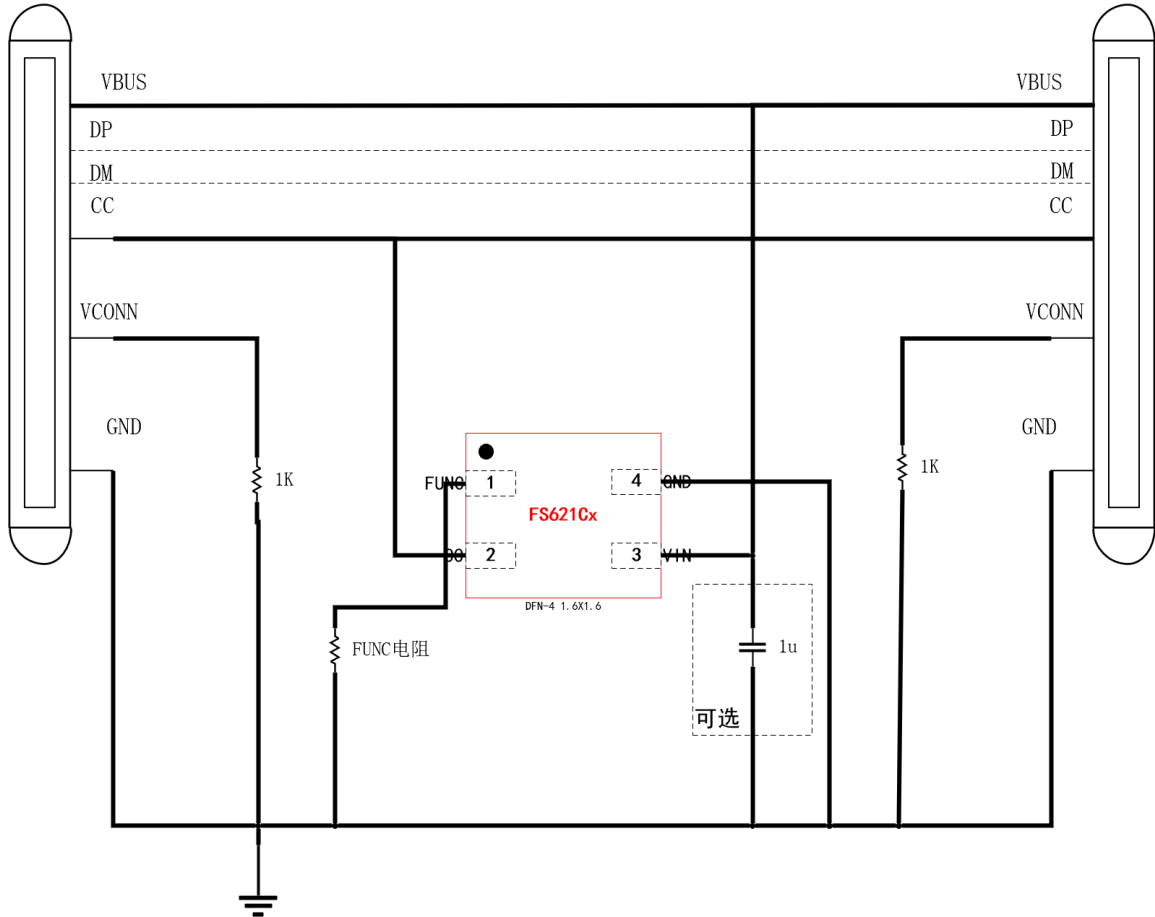 VBUS VBUS
DP DP
DM DM
CC CC
VCONN VCONN
GND GND
1K 1K
FUNC 1 4 GND
FS621Cx
2 3 VIN
DFN-4 1.6X1.6
FUNC电阻 1u
可选